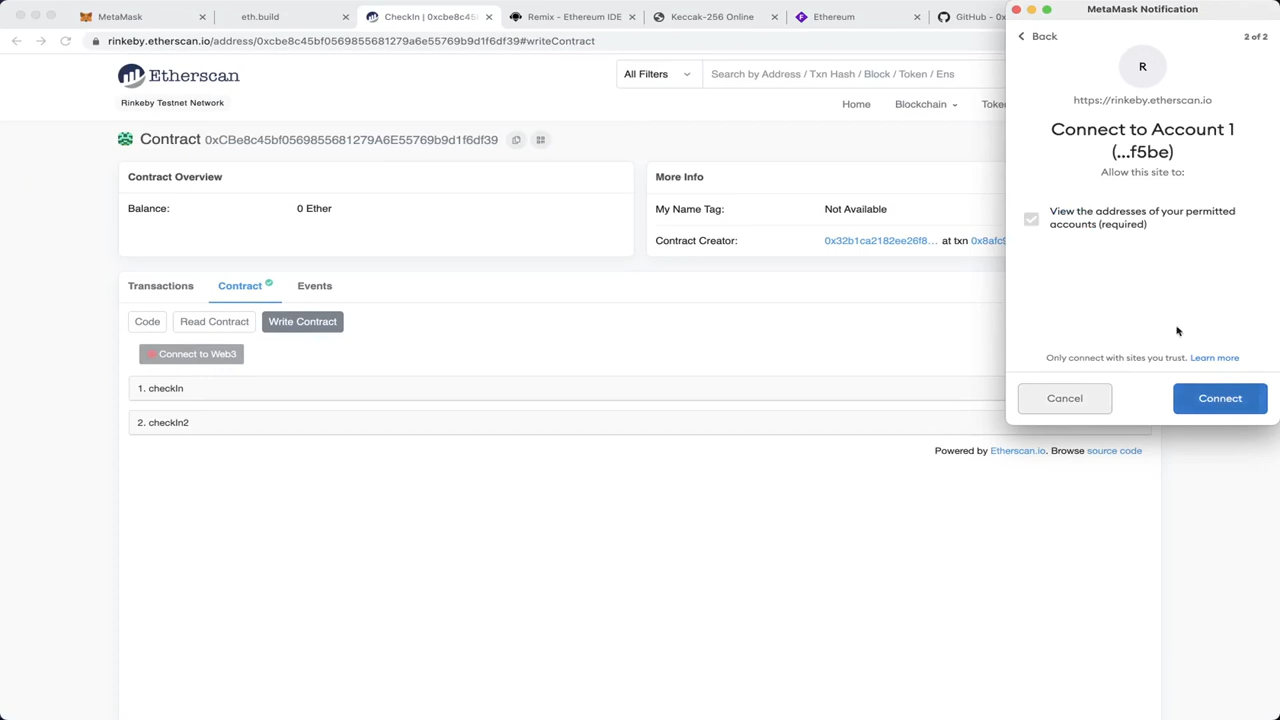 MetaMask
eth.build
CheckIn | 0xcbe8c45
Remix - Ethereum IDE
Keccak-256 Online
Ethereum
GitHub - 0x
rinkeby.etherscan.io/address/0xcbe8c45bf0569855681279a6e55769b9d1f6df39#writeContract
Etherscan
Rinkeby Testnet Network
All Filters
Search by Address / Txn Hash / Block / Token / Ens
Home
Blockchain
Contract 0xCBe8c45bf0569855681279A6E55769b9d1f6df39
Contract Overview
Balance:
0 Ether
More Info
My Name Tag:
Not Available
Contract Creator:
0x32b1ca2182ee26f8... at txn 0x8afc9
Transactions
Contract
Events
Code
Read Contract
Write Contract
Connect to Web3
1. checkIn
2. checkIn2
Powered by Etherscan.io. Browse source code
MetaMask Notification
Back
2 of 2
R
https://rinkeby.etherscan.io
Connect to Account 1
(...f5be)
Allow this site to:
View the addresses of your permitted
accounts (required)
Only connect with sites you trust. Learn more
Cancel
Connect